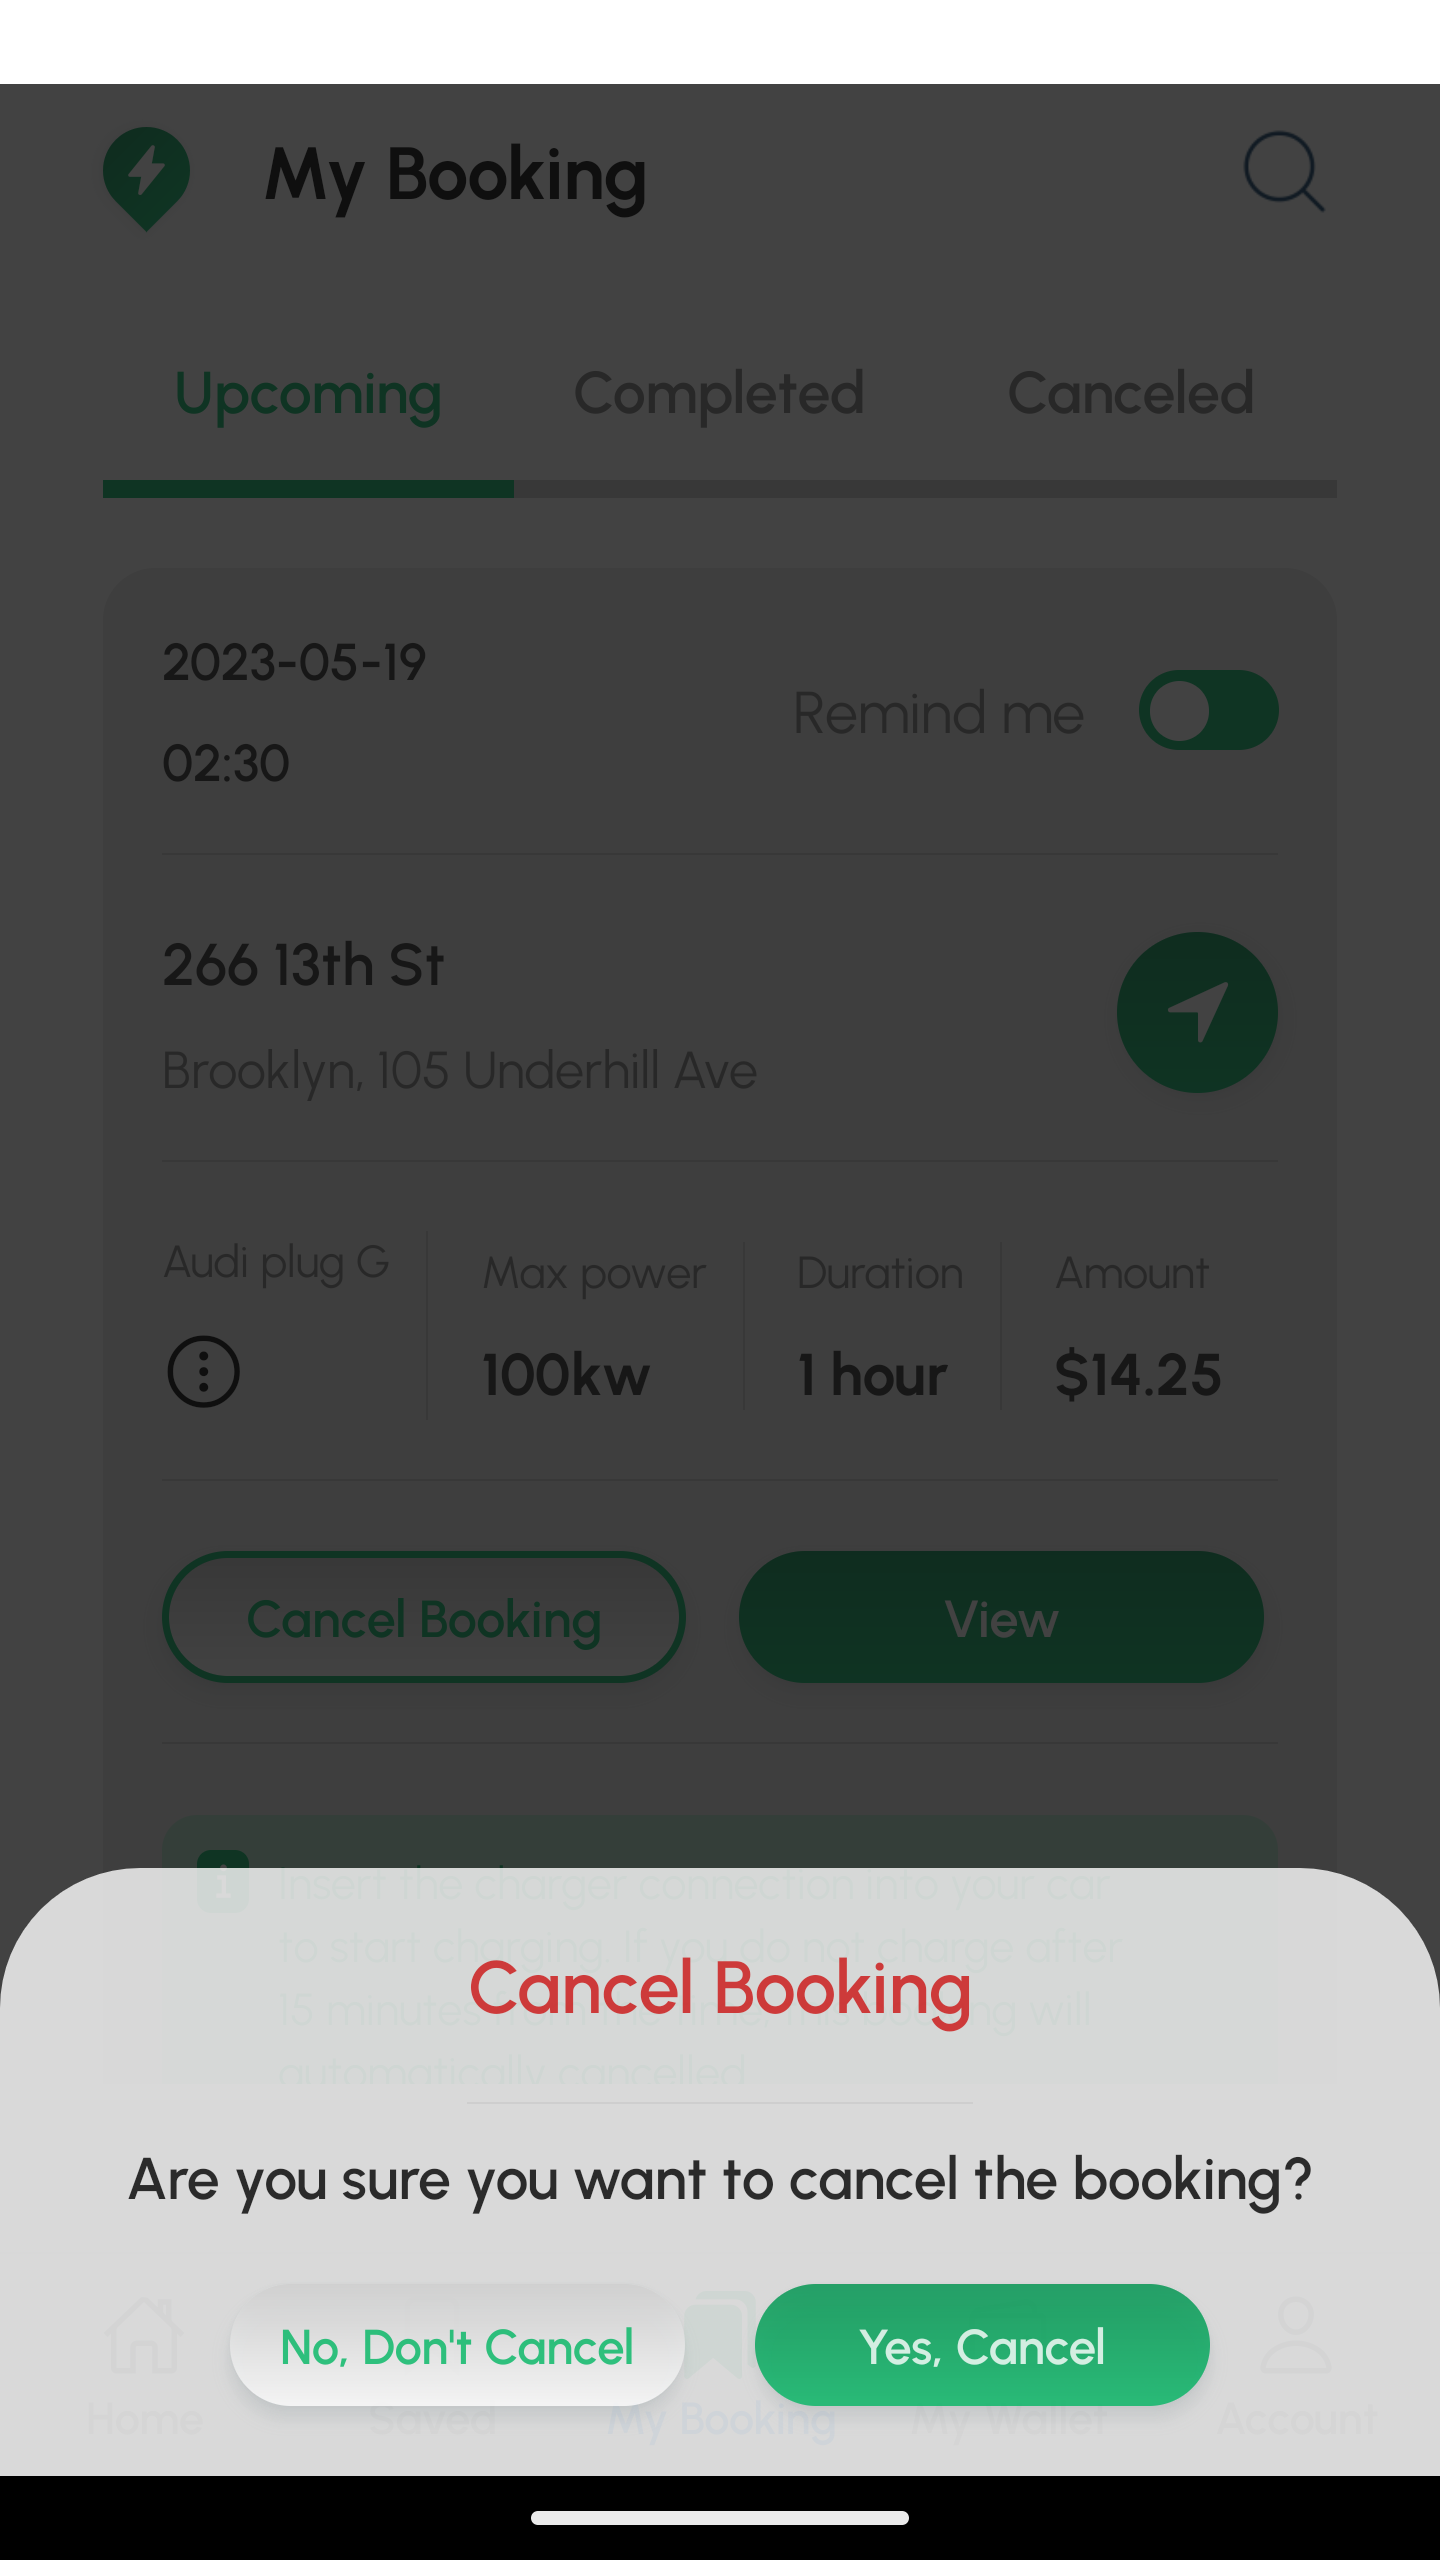 My Booking
Upcoming Completed Canceled
2023-05-19
02:30
Remind me
266 13th St
Brooklyn, 105 Underhill Ave
Audi plug G Max power Duration Amount
100kw 1 hour $14.25
Cancel Booking View
Insert the charger connection into your car
to start charging. If you do not charge after
15 minutes from the time. This booking will
automatically cancelled
Cancel Booking
Are you sure you want to cancel the booking?
No, Don't Cancel Yes, Cancel
Home Saved My Booking My Wallet Account